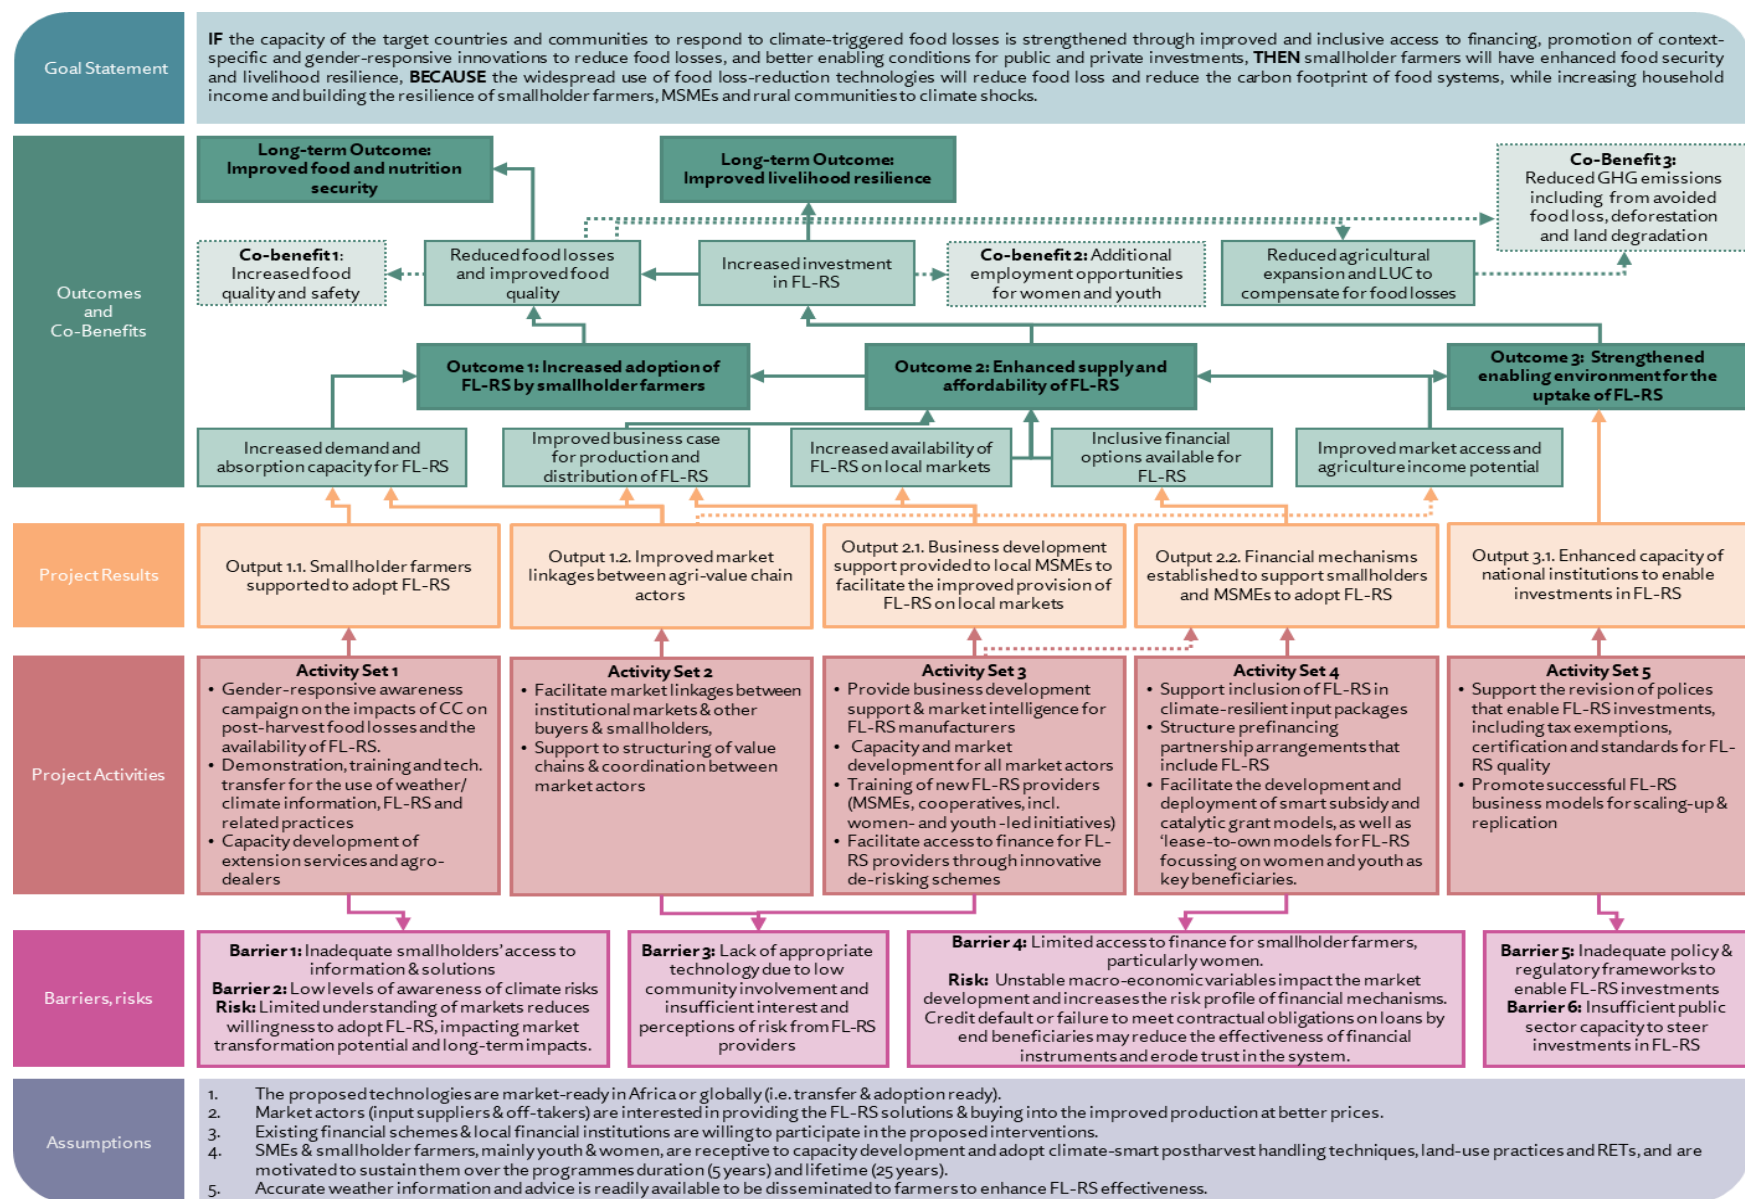 Goal Statement
IF the capacity of the target countries and communities to respond to climate-triggered food losses is strengthened through improved and inclusive access to financing, promotion of context-
specific and gender-responsive innovations to reduce food losses, and better enabling conditions for public and private investments, THEN smallholder farmers will have enhanced food security
and livelihood resilience, BECAUSE the widespread use of food loss-reduction technologies will reduce food loss and reduce the carbon footprint of food systems, while increasing household
income and building the resilience of smallholder farmers, MSMEs and rural communities to climate shocks.
Outcomes
and
Co-Benefits
Long-term Outcome:
Improved food and nutrition
security
Long-term Outcome:
Improved livelihood resilience
Co-Benefit 3:
Reduced GHG emissions
including from avoided
food loss, deforestation
and land degradation
Co-benefit 1:
Increased food
quality and safety
Reduced food losses
and improved food
quality
Increased investment
in FL-RS
Co-benefit 2: Additional
employment opportunities
for women and youth
Reduced agricultural
expansion and LUC to
compensate for food losses
Outcome 1: Increased adoption of
FL-RS by smallholder farmers
Outcome 2: Enhanced supply and
affordability of FL-RS
Outcome 3: Strengthened
enabling environment for the
uptake of FL-RS
Increased demand and
absorption capacity for FL-RS
Improved business case
for production and
distribution of FL-RS
Increased availability of
FL-RS on local markets
Inclusive financial
options available for
FL-RS
Improved market access and
agriculture income potential
Project Results
Output 1.1. Smallholder farmers
supported to adopt FL-RS
Output 1.2. Improved market
linkages between agri-value chain
actors
Output 2.1. Business development
support provided to local MSMEs to
facilitate the improved provision of
FL-RS on local markets
Output 2.2. Financial mechanisms
established to support smallholders
and MSMEs to adopt FL-RS
Output 3.1. Enhanced capacity of
national institutions to enable
investments in FL-RS
Project Activities
Activity Set 1
• Gender-responsive awareness
campaign on the impacts of CC on
post-harvest food losses and the
availability of FL-RS.
• Demonstration, training and tech.
transfer for the use of weather/
climate information, FL-RS and
related practices
• Capacity development of
extension services and agro-
dealers
Activity Set 2
• Facilitate market linkages between
institutional markets & other
buyers & smallholders,
• Support to structuring of value
chains & coordination between
market actors
Activity Set 3
• Provide business development
support & market intelligence for
FL-RS manufacturers
• Capacity and market
development for all market actors
• Training of new FL-RS providers
(MSMEs, cooperatives, incl.
women- and youth -led initiatives)
• Facilitate access to finance for FL-
RS providers through innovative
de-risking schemes
Activity Set 4
• Support inclusion of FL-RS in
climate-resilient input packages
• Structure prefinancing
partnership arrangements that
include FL-RS
• Facilitate the development and
deployment of smart subsidy and
catalytic grant models, as well as
‘lease-to-own models for FL-RS
focussing on women and youth as
key beneficiaries.
Activity Set 5
• Support the revision of polices
that enable FL-RS investments,
including tax exemptions,
certification and standards for FL-
RS quality
• Promote successful FL-RS
business models for scaling-up &
replication
Barriers, risks
Barrier 1: Inadequate smallholders’ access to
information & solutions
Barrier 2: Low levels of awareness of climate risks
Risk: Limited understanding of markets reduces
willingness to adopt FL-RS, impacting market
transformation potential and long-term impacts.
Barrier 3: Lack of appropriate
technology due to low
community involvement and
insufficient interest and
perceptions of risk from FL-RS
providers
Barrier 4: Limited access to finance for smallholder farmers,
particularly women.
Risk: Unstable macro-economic variables impact the market
development and increases the risk profile of financial mechanisms.
Credit default or failure to meet contractual obligations on loans by
end beneficiaries may reduce the effectiveness of financial
instruments and erode trust in the system.
Barrier 5: Inadequate policy &
regulatory frameworks to
enable FL-RS investments
Barrier 6: Insufficient public
sector capacity to steer
investments in FL-RS
Assumptions
1. The proposed technologies are market-ready in Africa or globally (i.e. transfer & adoption ready).
2. Market actors (input suppliers & off-takers) are interested in providing the FL-RS solutions & buying into the improved production at better prices.
3. Existing financial schemes & local financial institutions are willing to participate in the proposed interventions.
4. SMEs & smallholder farmers, mainly youth & women, are receptive to capacity development and adopt climate-smart postharvest handling techniques, land-use practices and RETs, and are
motivated to sustain them over the programmes duration (5 years) and lifetime (25 years).
5. Accurate weather information and advice is readily available to be disseminated to farmers to enhance FL-RS effectiveness.